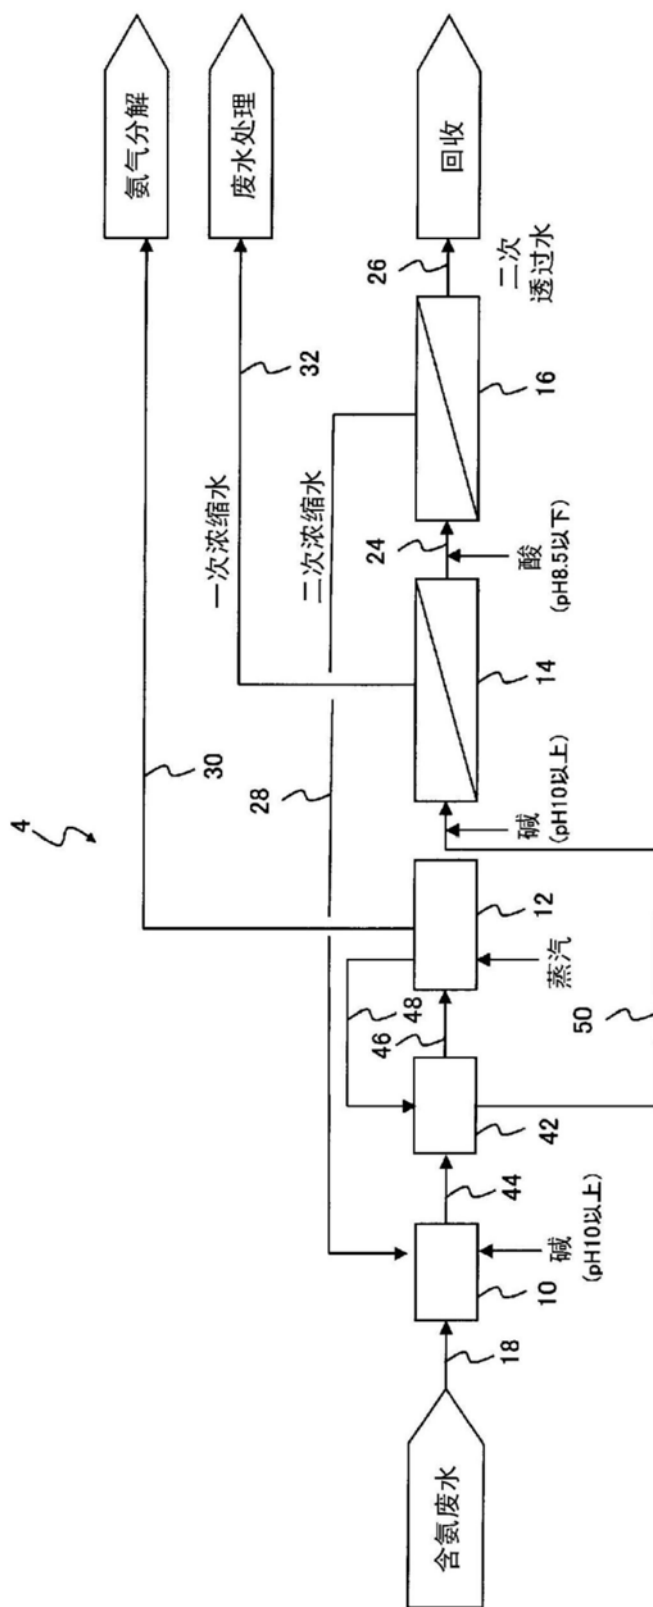 4
氨气分解
废水处理
回收
30
32
一次浓缩水
二次浓缩水
28
26
二次
透过水
16
24
酸
(pH8.5以下)
14
碱
(pH10以上)
12
蒸汽
48
46
50
42
44
碱
(pH10以上)
10
18
含氨废水